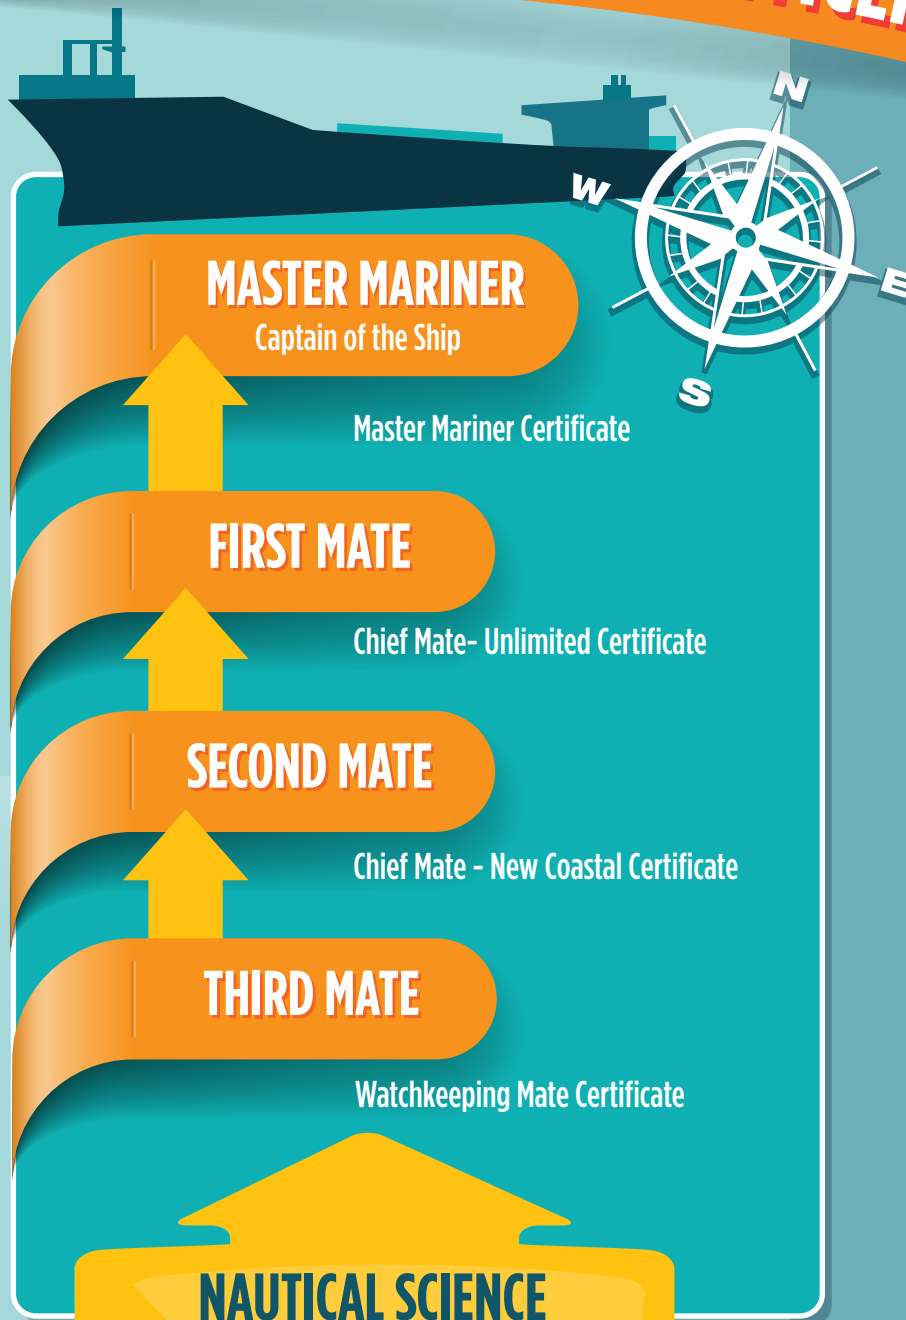 N
W
E
S
MASTER MARINER
Captain of the Ship
Master Mariner Certificate
FIRST MATE
Chief Mate- Unlimited Certificate
SECOND MATE
Chief Mate - New Coastal Certificate
THIRD MATE
Watchkeeping Mate Certificate
NAUTICAL SCIENCE